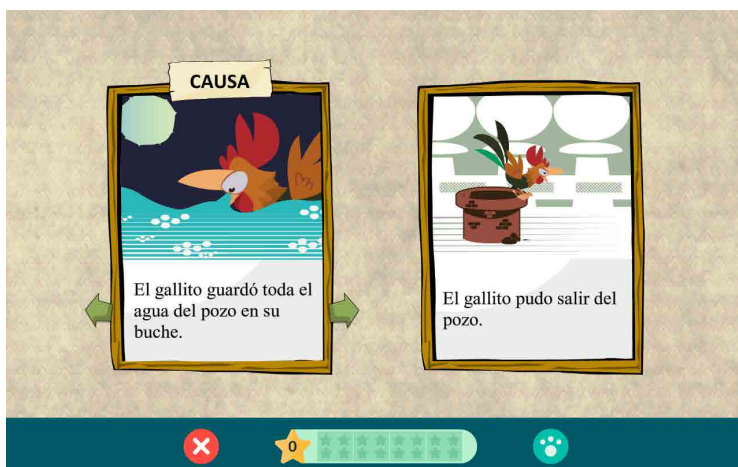 CAUSA
El gallito guardó toda el
agua del pozo en su
buche.
El gallito pudo salir del
pozo.
0